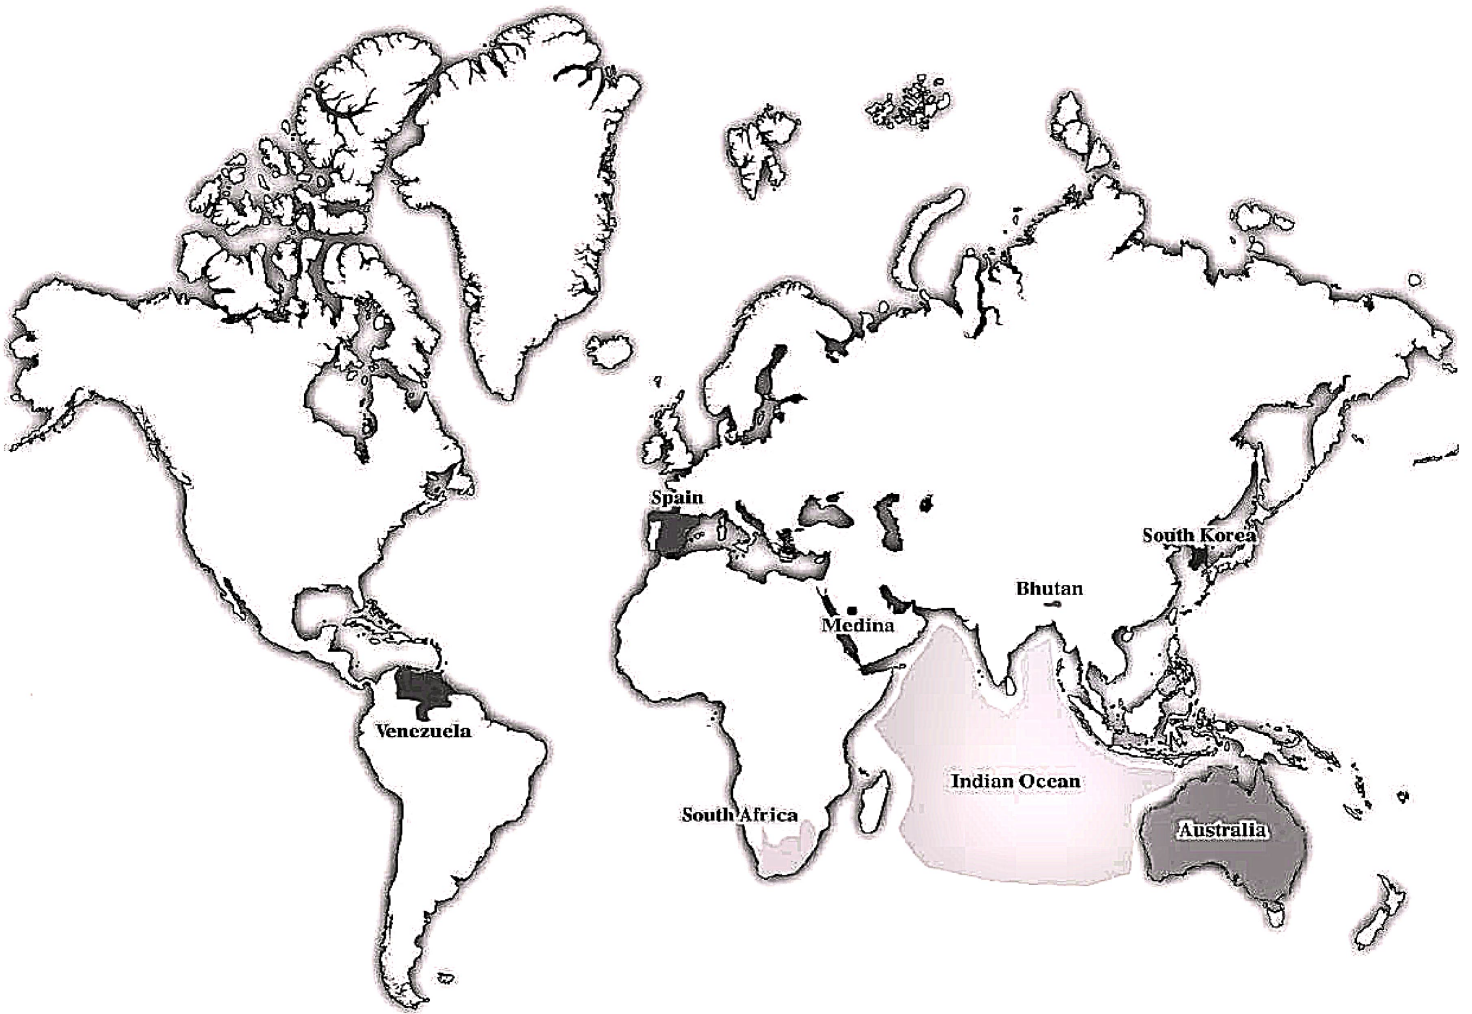 Spain
South Korea
Bhutan
Medina
Venezuela
Indian Ocean
South Africa
Australia